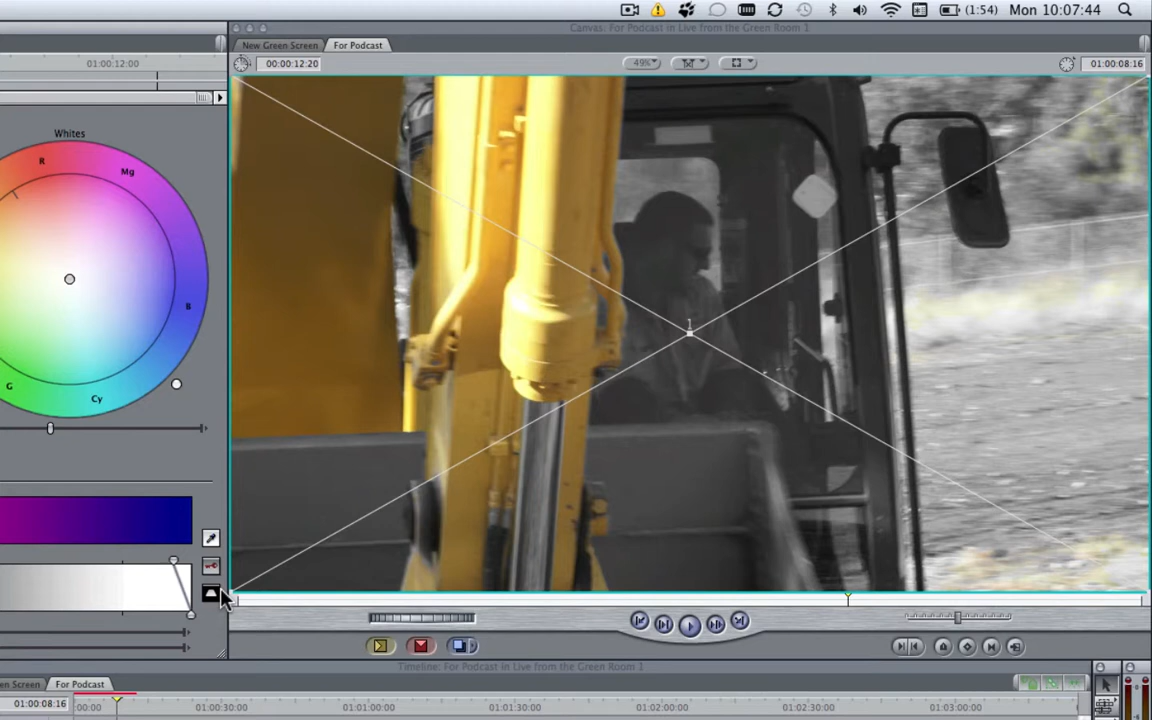 (1:54) Mon 10:07:44
Canvas: For Podcast in Live from the Green Room 1
New Green Screen For Podcast
01:00:12:00
00:00:12:20 49% 01:00:08:16
Whites
R
Mg
B
G
Cy
1
Timeline: For Podcast in Live from the Green Room 1
en Screen For Podcast
01:00:08:16 :00:00 01:00:30:00 01:01:00:00 01:01:30:00 01:02:00:00 01:02:30:00 01:03:00:00